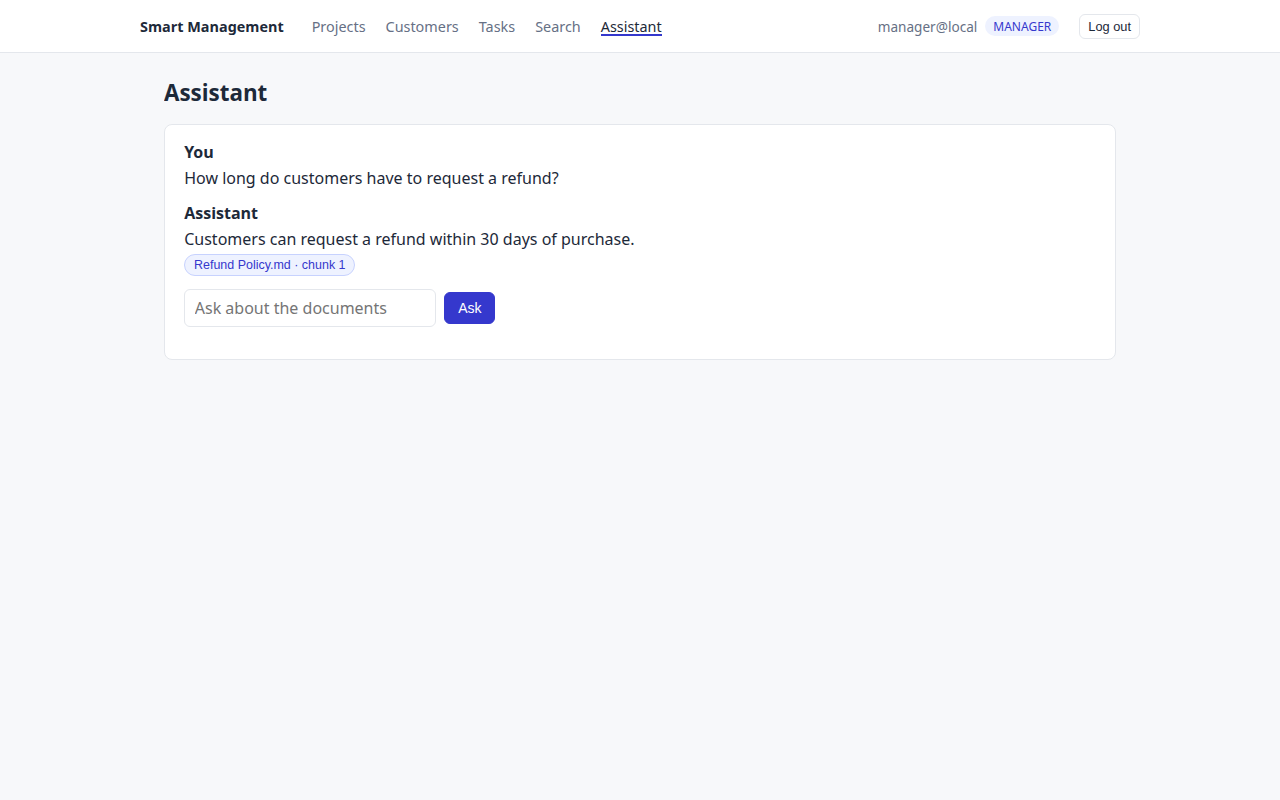 Smart Management Projects Customers Tasks Search Assistant manager@local MANAGER Log out
Assistant
You
How long do customers have to request a refund?
Assistant
Customers can request a refund within 30 days of purchase.
Refund Policy.md · chunk 1
Ask about the documents Ask